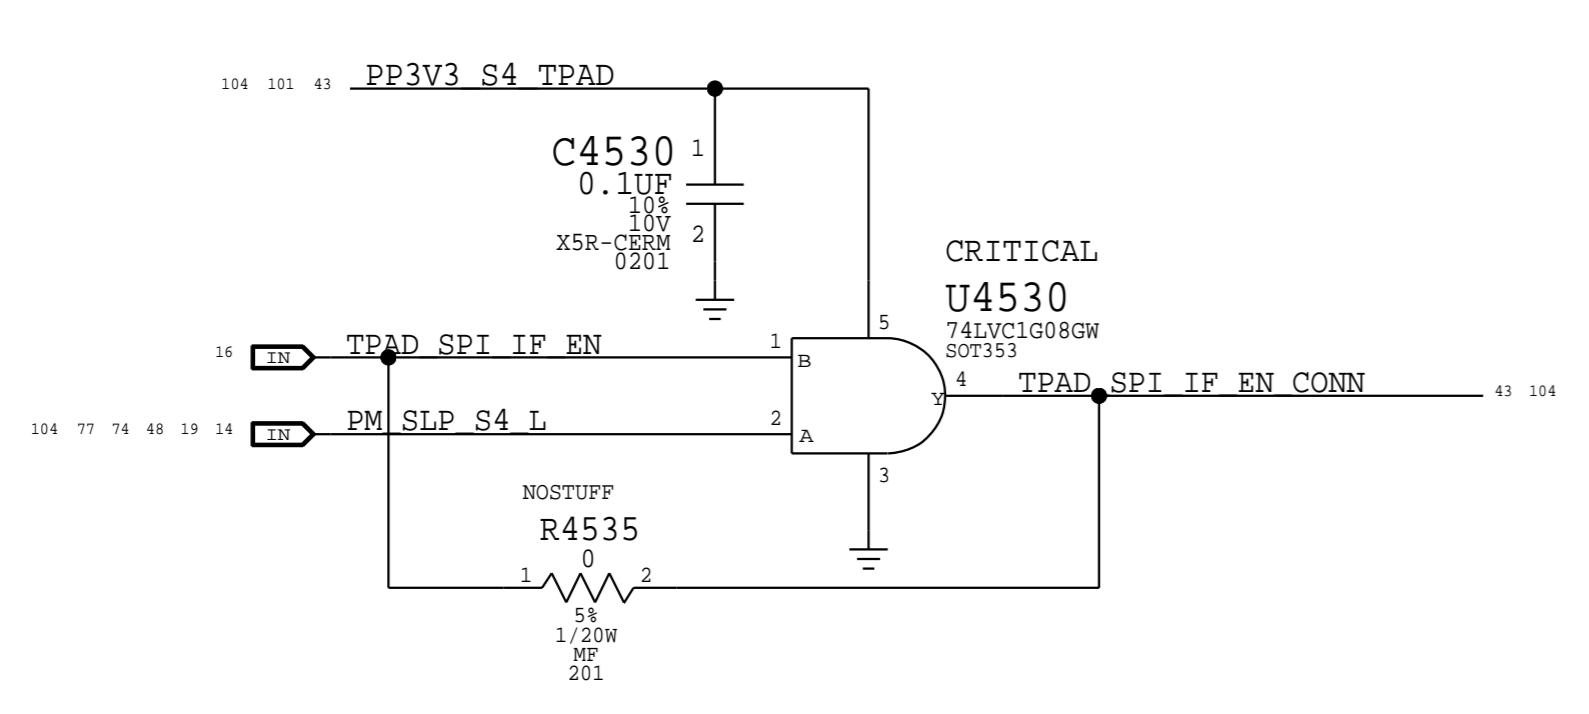 104 101 43 PP3V3_S4_TPAD
C4530 1
0.1UF
10%
10V
X5R-CERM 2
0201
CRITICAL
U4530
74LVC1G08GW
SOT353
5
16 IN TPAD_SPI_IF_EN 1 B
4 TPAD_SPI_IF_EN_CONN 43 104
Y
104 77 74 48 19 14 IN PM_SLP_S4_L 2 A
3
NOSTUFF
R4535
0
1 2
5%
1/20W
MF
201